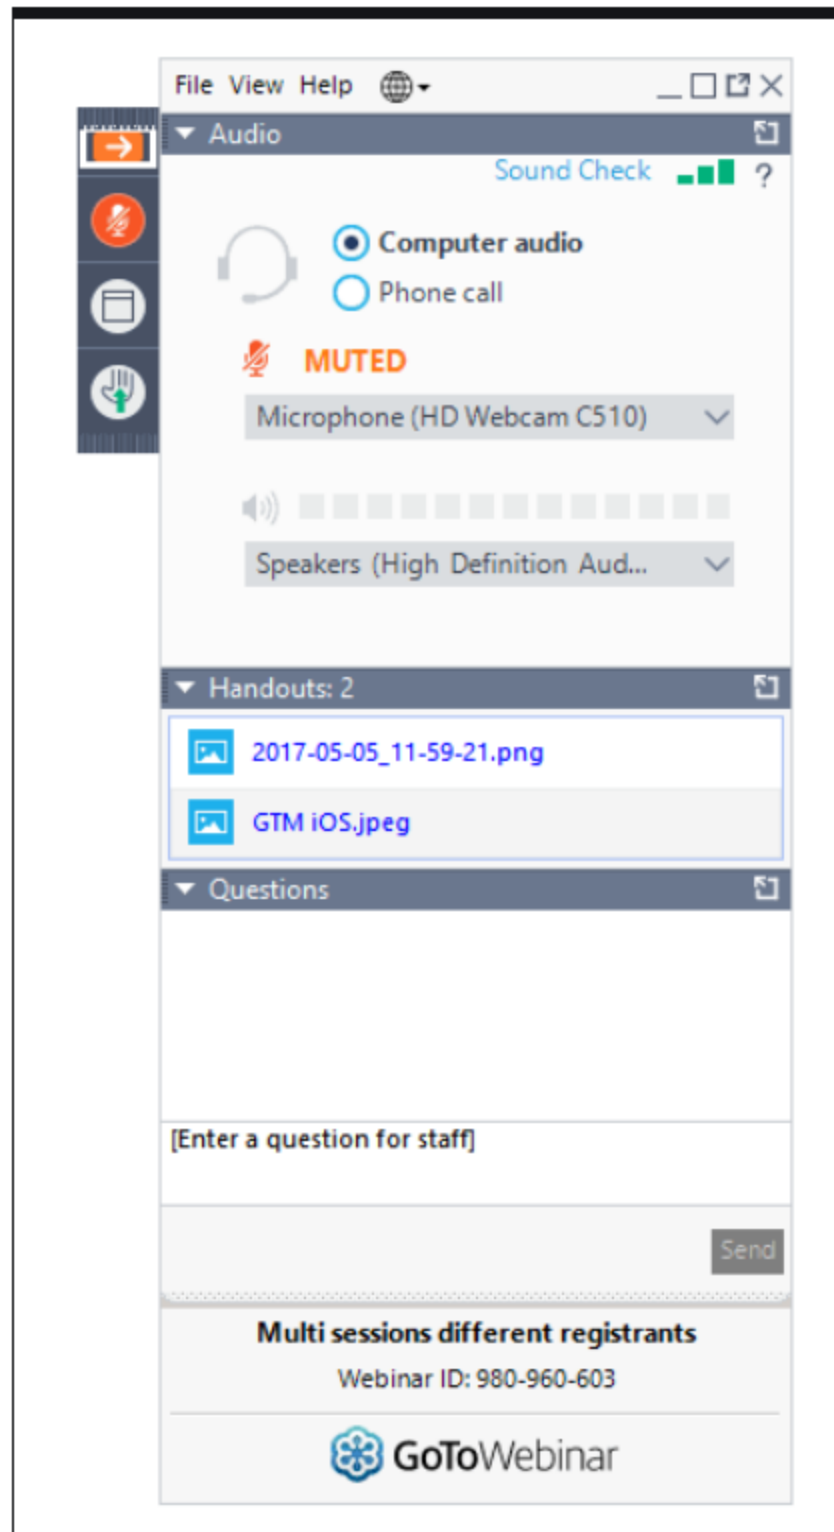 File View Help
Audio
Sound Check ?
Computer audio
Phone call
MUTED
Microphone (HD Webcam C510)
Speakers (High Definition Aud...
Handouts: 2
2017-05-05_11-59-21.png
GTM iOS.jpeg
Questions
[Enter a question for staff]
Send
Multi sessions different registrants
Webinar ID: 980-960-603
GoToWebinar